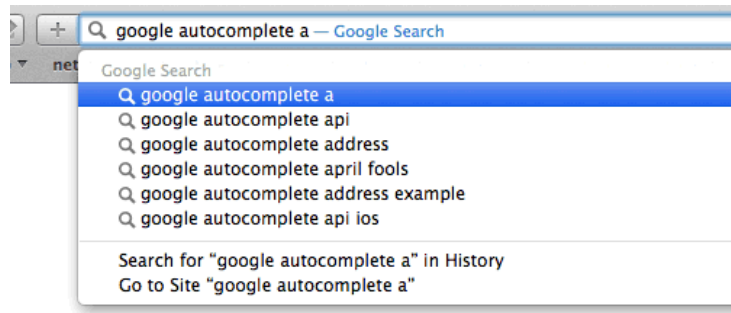 google autocomplete a — Google Search
net
Google Search
google autocomplete a
google autocomplete api
google autocomplete address
google autocomplete april fools
google autocomplete address example
google autocomplete api ios
Search for “google autocomplete a” in History
Go to Site “google autocomplete a”